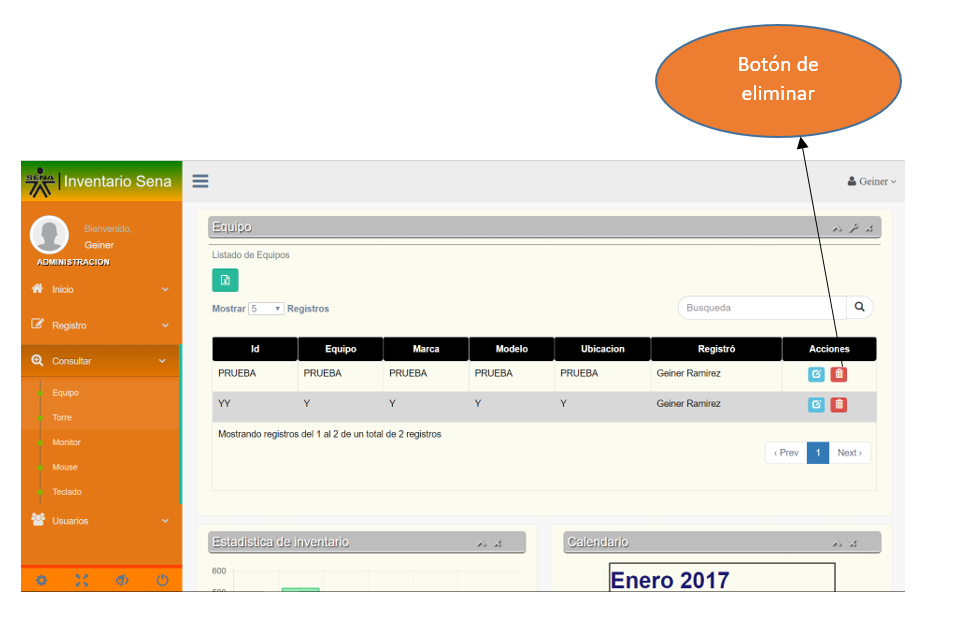 Botón de
eliminar
SENA
Inventario Sena
Geiner
Bienvenido,
Geiner
ADMINISTRACION
Inicio
Registro
Consultar
Equipo
Torre
Monitor
Mouse
Teclado
Usuarios
Equipo
Listado de Equipos
Mostrar 5 Registros
Busqueda
Id Equipo Marca Modelo Ubicacion Registró Acciones
PRUEBA PRUEBA PRUEBA PRUEBA PRUEBA Geiner Ramirez
YY Y Y Y Y Geiner Ramirez
Mostrando registros del 1 al 2 de un total de 2 registros
‹ Prev 1 Next ›
Estadistica de inventario
600
Calendario
Enero 2017